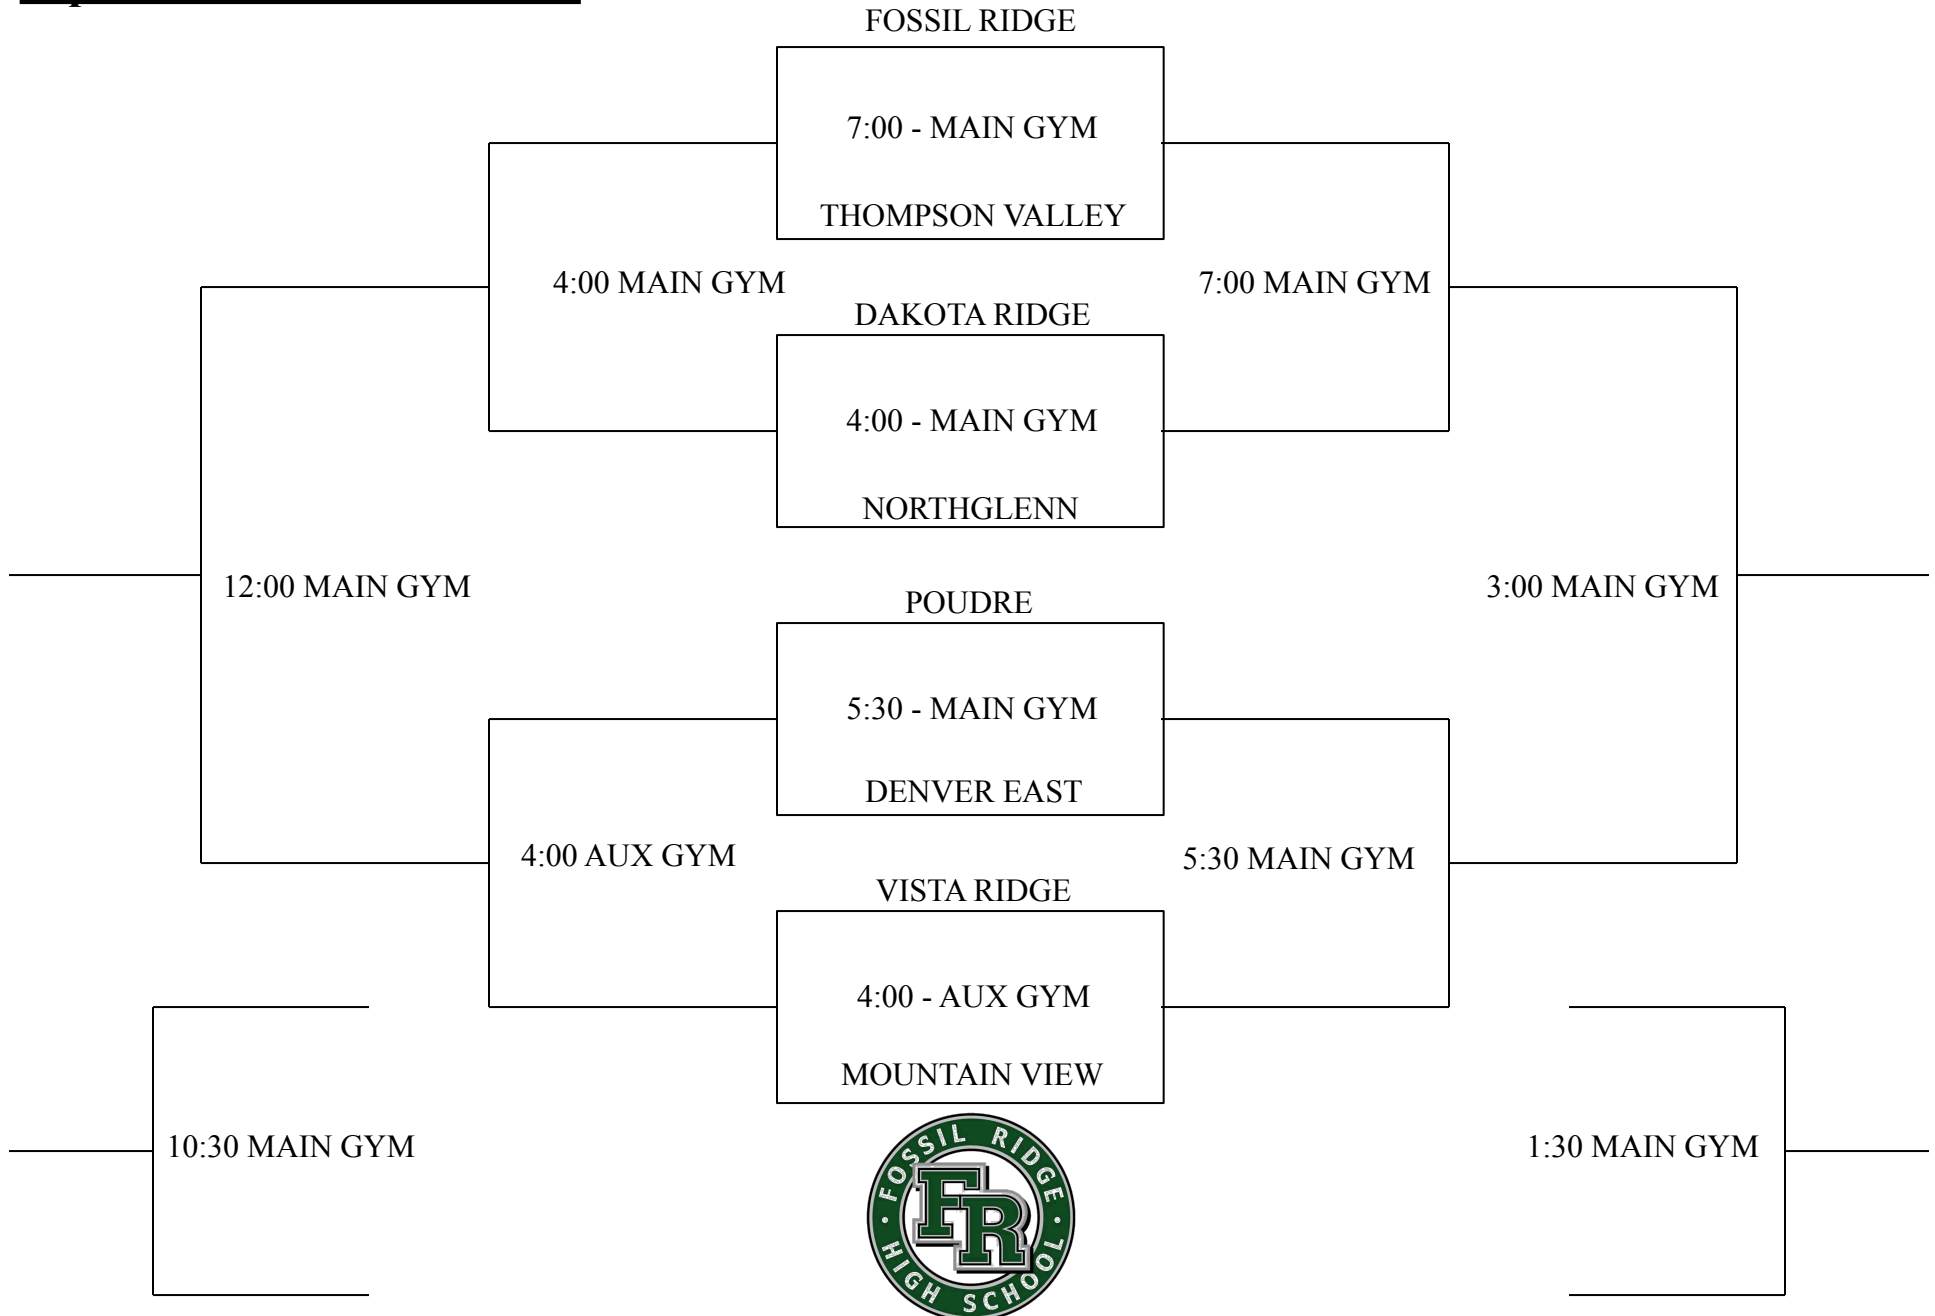 FOSSIL RIDGE
7:00 - MAIN GYM
THOMPSON VALLEY
4:00 MAIN GYM
7:00 MAIN GYM
DAKOTA RIDGE
4:00 - MAIN GYM
NORTHGLENN
12:00 MAIN GYM
3:00 MAIN GYM
POUDRE
5:30 - MAIN GYM
DENVER EAST
4:00 AUX GYM
5:30 MAIN GYM
VISTA RIDGE
4:00 - AUX GYM
MOUNTAIN VIEW
10:30 MAIN GYM
1:30 MAIN GYM
FOSSIL RIDGE
FR
HIGH SCHOOL